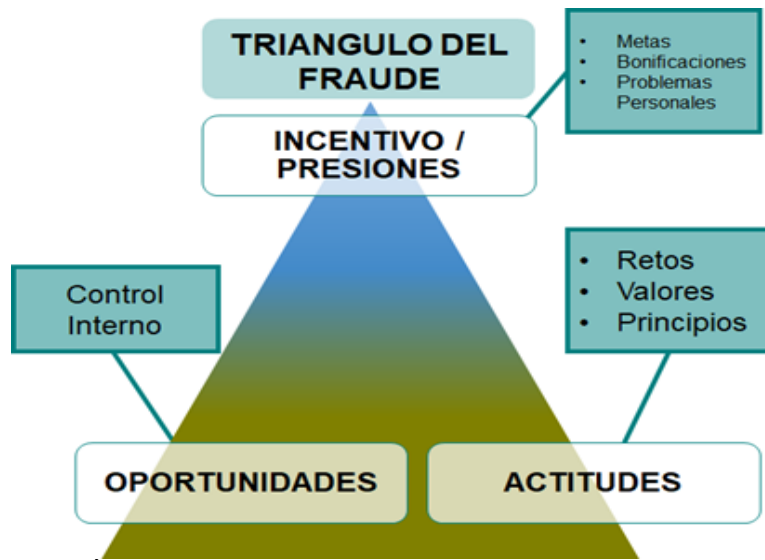 TRIANGULO DEL
FRAUDE
• Metas
• Bonificaciones
• Problemas
Personales
INCENTIVO /
PRESIONES
Control
Interno
• Retos
• Valores
• Principios
OPORTUNIDADES
ACTITUDES